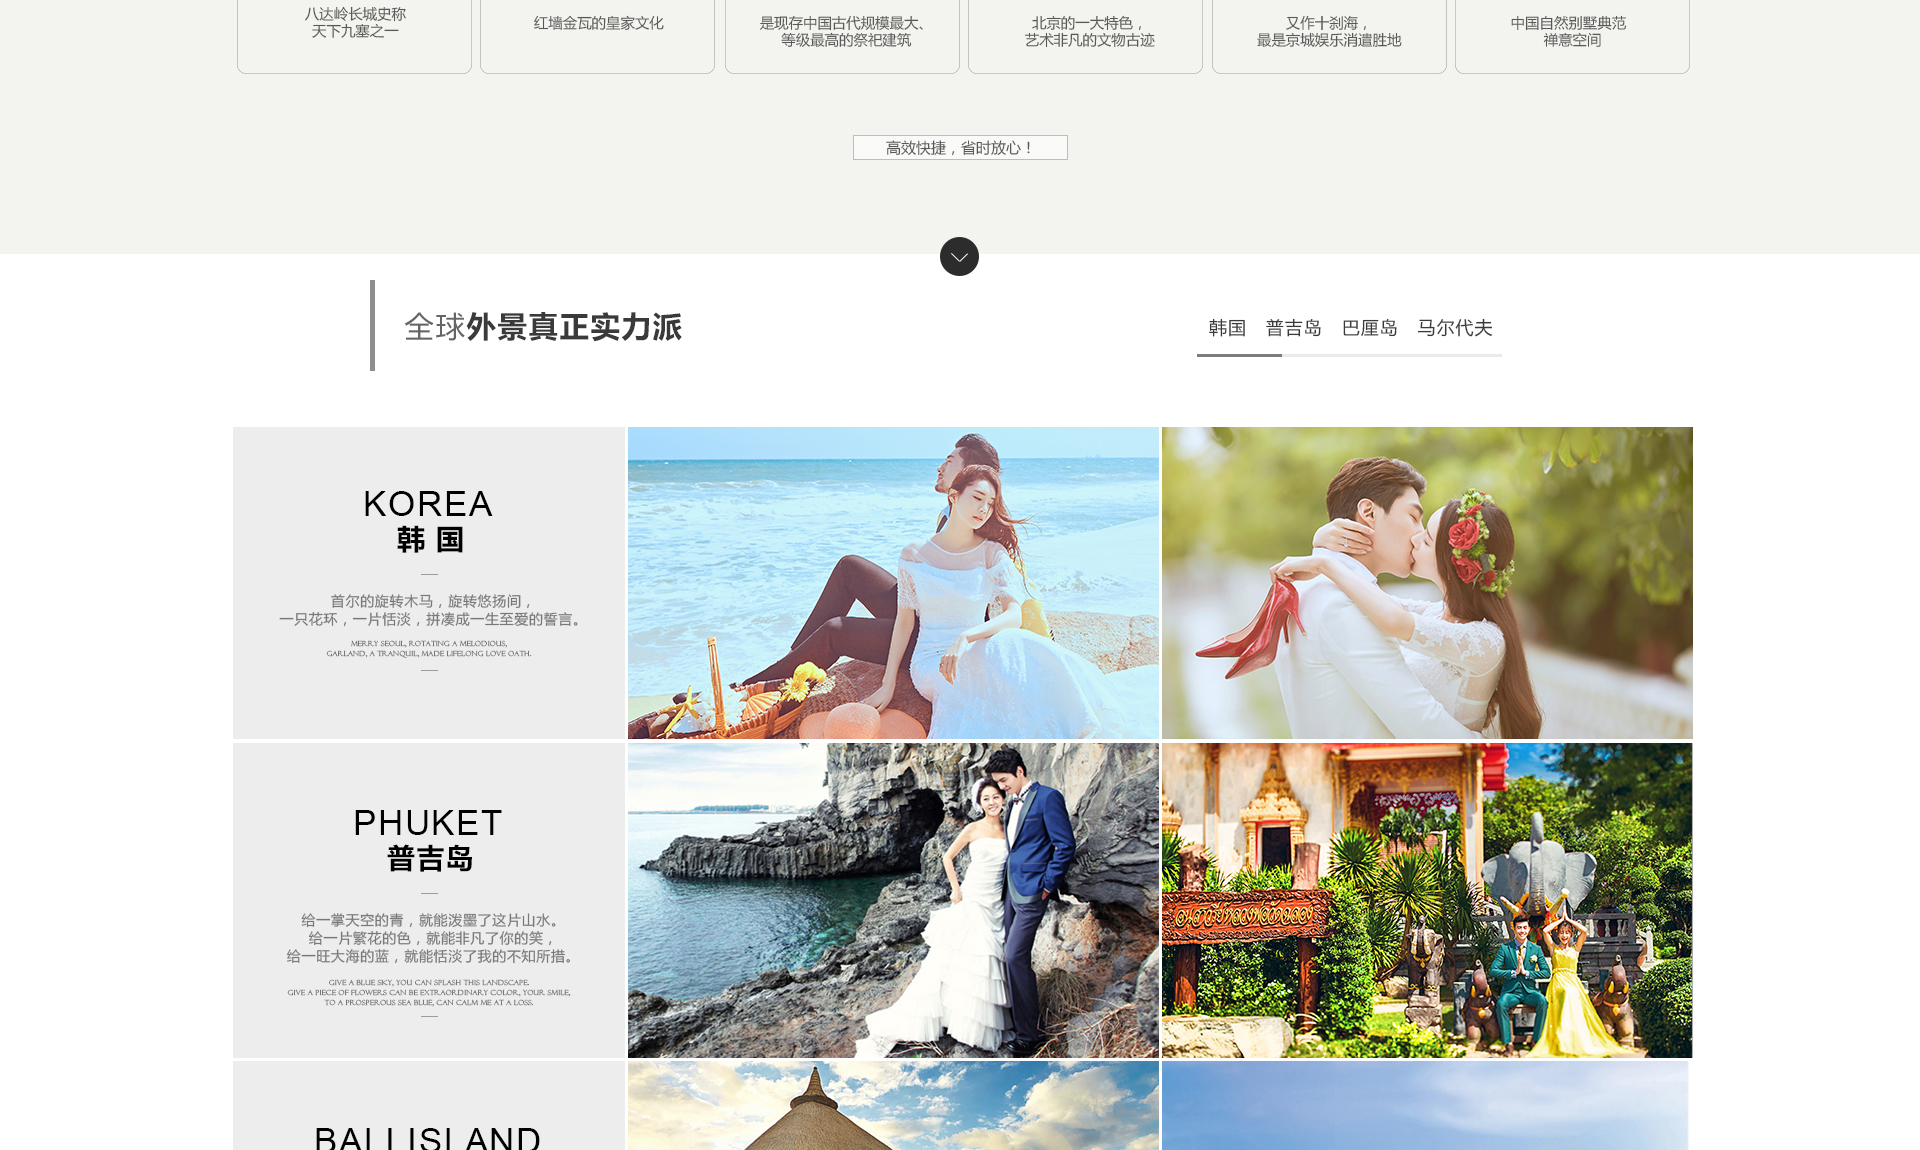 八达岭长城史称
天下九塞之一
红墙金瓦的皇家文化
是现存中国古代规模最大、
等级最高的祭祀建筑
北京的一大特色，
艺术非凡的文物古迹
又作十刹海，
最是京城娱乐消遣胜地
中国自然别墅典范
禅意空间
高效快捷，省时放心！
全球外景真正实力派
韩国 普吉岛 巴厘岛 马尔代夫
KOREA
韩 国
首尔的旋转木马，旋转悠扬间，
一只花环，一片恬淡，拼凑成一生至爱的誓言。
MERRY SEOUL, ROTATING A MELODIOUS,
GARLAND, A TRANQUIL, MADE LIFELONG LOVE OATH.
PHUKET
普吉岛
给一掌天空的青，就能泼墨了这片山水。
给一片繁花的色，就能非凡了你的笑，
给一旺大海的蓝，就能恬淡了我的不知所措。
GIVE A BLUE SKY, YOU CAN SPLASH THIS LANDSCAPE.
GIVE A PIECE OF FLOWERS CAN BE EXTRAORDINARY COLOR, YOUR SMILE,
TO A PROSPEROUS SEA BLUE, CAN CALM ME AT A LOSS.
BALI ISLAND